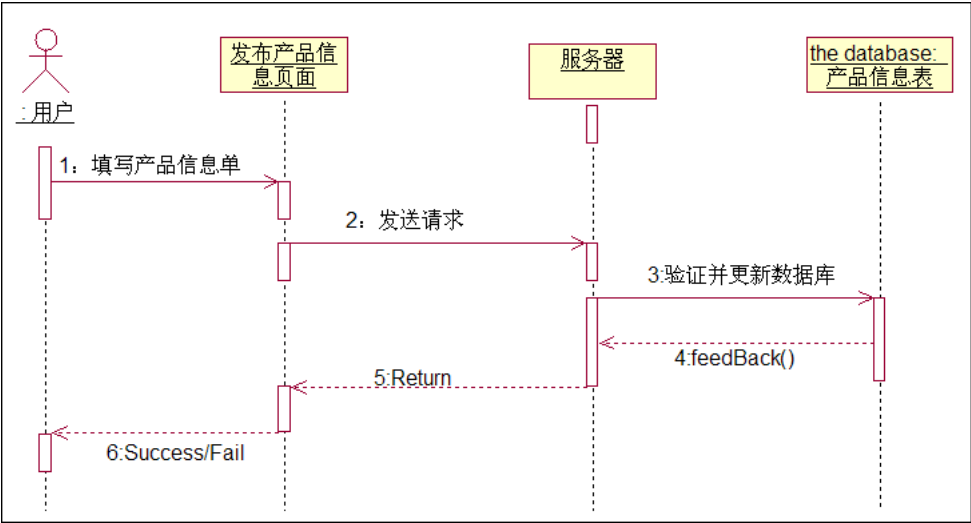 发布产品信
息页面
服务器
the database:
产品信息表
: 用户
1：填写产品信息单
2：发送请求
3:验证并更新数据库
4:feedBack()
5:Return
6:Success/Fail